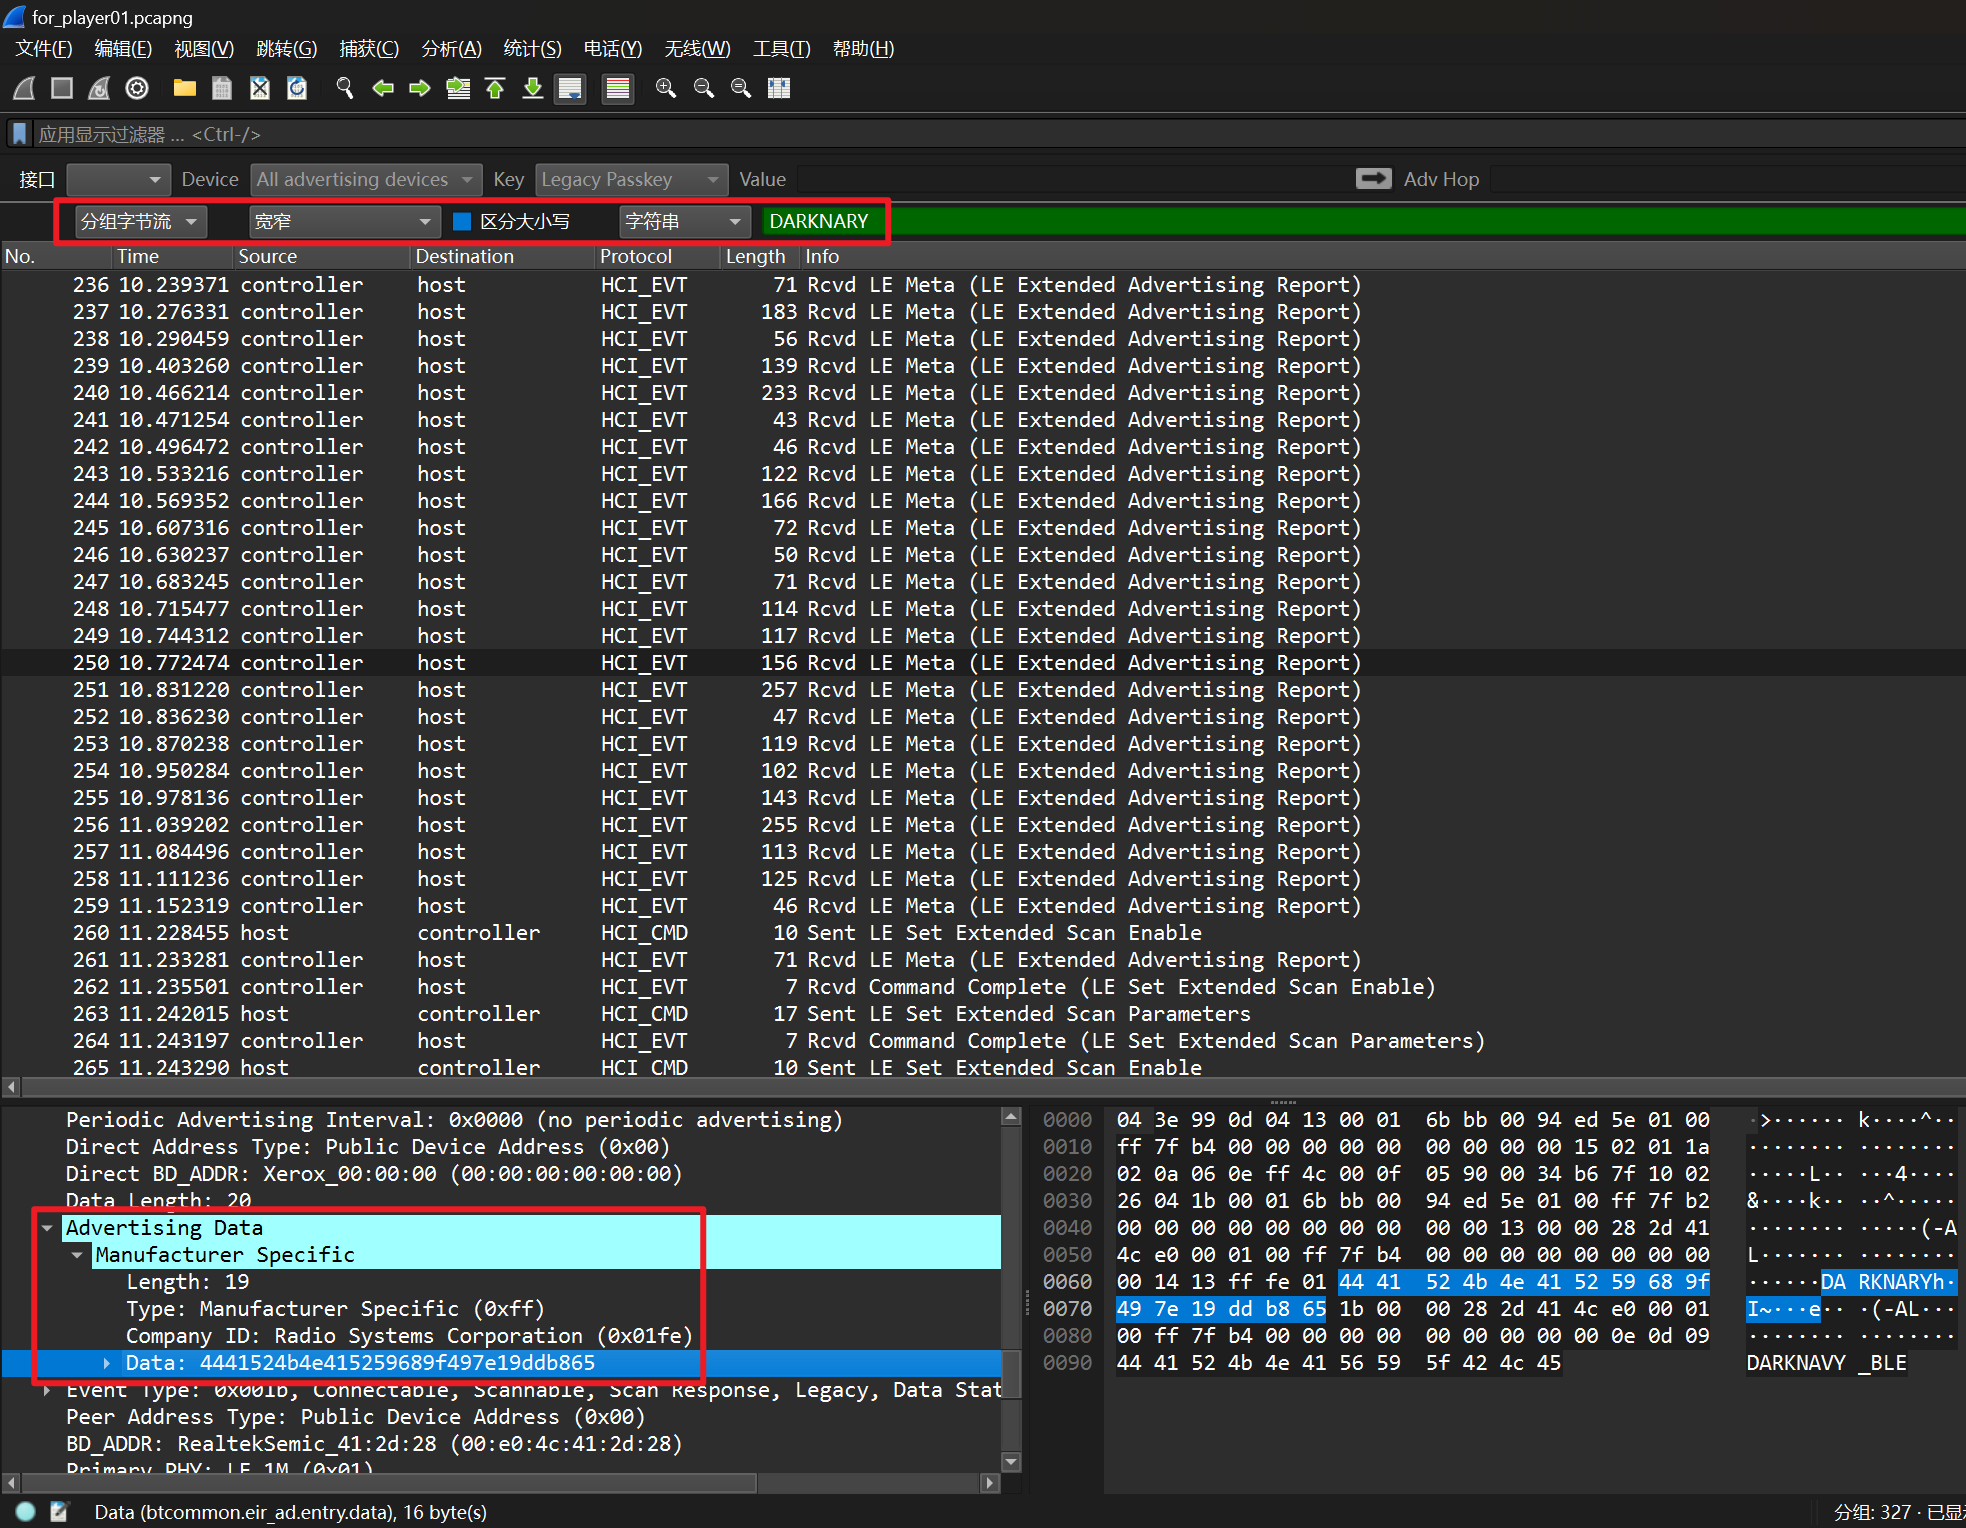 for_player01.pcapng
文件(F) 编辑(E) 视图(V) 跳转(G) 捕获(C) 分析(A) 统计(S) 电话(Y) 无线(W) 工具(T) 帮助(H)
应用显示过滤器 … <Ctrl-/>
接口 Device All advertising devices Key Legacy Passkey Value Adv Hop
分组字节流 宽窄 区分大小写 字符串 DARKNARY
No. Time Source Destination Protocol Length Info
236 10.239371 controller host HCI_EVT 71 Rcvd LE Meta (LE Extended Advertising Report)
237 10.276331 controller host HCI_EVT 183 Rcvd LE Meta (LE Extended Advertising Report)
238 10.290459 controller host HCI_EVT 56 Rcvd LE Meta (LE Extended Advertising Report)
239 10.403260 controller host HCI_EVT 139 Rcvd LE Meta (LE Extended Advertising Report)
240 10.466214 controller host HCI_EVT 233 Rcvd LE Meta (LE Extended Advertising Report)
241 10.471254 controller host HCI_EVT 43 Rcvd LE Meta (LE Extended Advertising Report)
242 10.496472 controller host HCI_EVT 46 Rcvd LE Meta (LE Extended Advertising Report)
243 10.533216 controller host HCI_EVT 122 Rcvd LE Meta (LE Extended Advertising Report)
244 10.569352 controller host HCI_EVT 166 Rcvd LE Meta (LE Extended Advertising Report)
245 10.607316 controller host HCI_EVT 72 Rcvd LE Meta (LE Extended Advertising Report)
246 10.630237 controller host HCI_EVT 50 Rcvd LE Meta (LE Extended Advertising Report)
247 10.683245 controller host HCI_EVT 71 Rcvd LE Meta (LE Extended Advertising Report)
248 10.715477 controller host HCI_EVT 114 Rcvd LE Meta (LE Extended Advertising Report)
249 10.744312 controller host HCI_EVT 117 Rcvd LE Meta (LE Extended Advertising Report)
250 10.772474 controller host HCI_EVT 156 Rcvd LE Meta (LE Extended Advertising Report)
251 10.831220 controller host HCI_EVT 257 Rcvd LE Meta (LE Extended Advertising Report)
252 10.836230 controller host HCI_EVT 47 Rcvd LE Meta (LE Extended Advertising Report)
253 10.870238 controller host HCI_EVT 119 Rcvd LE Meta (LE Extended Advertising Report)
254 10.950284 controller host HCI_EVT 102 Rcvd LE Meta (LE Extended Advertising Report)
255 10.978136 controller host HCI_EVT 143 Rcvd LE Meta (LE Extended Advertising Report)
256 11.039202 controller host HCI_EVT 255 Rcvd LE Meta (LE Extended Advertising Report)
257 11.084496 controller host HCI_EVT 113 Rcvd LE Meta (LE Extended Advertising Report)
258 11.111236 controller host HCI_EVT 125 Rcvd LE Meta (LE Extended Advertising Report)
259 11.152319 controller host HCI_EVT 46 Rcvd LE Meta (LE Extended Advertising Report)
260 11.228455 host controller HCI_CMD 10 Sent LE Set Extended Scan Enable
261 11.233281 controller host HCI_EVT 71 Rcvd LE Meta (LE Extended Advertising Report)
262 11.235501 controller host HCI_EVT 7 Rcvd Command Complete (LE Set Extended Scan Enable)
263 11.242015 host controller HCI_CMD 17 Sent LE Set Extended Scan Parameters
264 11.243197 controller host HCI_EVT 7 Rcvd Command Complete (LE Set Extended Scan Parameters)
265 11.243290 host controller HCI_CMD 10 Sent LE Set Extended Scan Enable
Periodic Advertising Interval: 0x0000 (no periodic advertising)
Direct Address Type: Public Device Address (0x00)
Direct BD_ADDR: Xerox_00:00:00 (00:00:00:00:00:00)
Data Length: 20
Advertising Data
Manufacturer Specific
Length: 19
Type: Manufacturer Specific (0xff)
Company ID: Radio Systems Corporation (0x01fe)
Data: 4441524b4e415259689f497e19ddb865
Event Type: 0x001b, Connectable, Scannable, Scan Response, Legacy, Data Stat
Peer Address Type: Public Device Address (0x00)
BD_ADDR: RealtekSemic_41:2d:28 (00:e0:4c:41:2d:28)
Primary PHY: LE 1M (0x01)
0000 04 3e 99 0d 04 13 00 01 6b bb 00 94 ed 5e 01 00 ·>······ k····^··
0010 ff 7f b4 00 00 00 00 00 00 00 00 00 15 02 01 1a ········ ········
0020 02 0a 06 0e ff 4c 00 0f 05 90 00 34 b6 7f 10 02 ·····L·· ···4····
0030 26 04 1b 00 01 6b bb 00 94 ed 5e 01 00 ff 7f b2 &····k·· ··^·····
0040 00 00 00 00 00 00 00 00 00 00 13 00 00 28 2d 41 ········ ·····(-A
0050 4c e0 00 01 00 ff 7f b4 00 00 00 00 00 00 00 00 L······· ········
0060 00 14 13 ff fe 01 44 41 52 4b 4e 41 52 59 68 9f ······DA RKNARYh·
0070 49 7e 19 dd b8 65 1b 00 00 28 2d 41 4c e0 00 01 I~···e·· ·(-AL···
0080 00 ff 7f b4 00 00 00 00 00 00 00 00 00 0e 0d 09 ········ ········
0090 44 41 52 4b 4e 41 56 59 5f 42 4c 45 DARKNAVY _BLE
Data (btcommon.eir_ad.entry.data), 16 byte(s)
分组: 327 · 已显